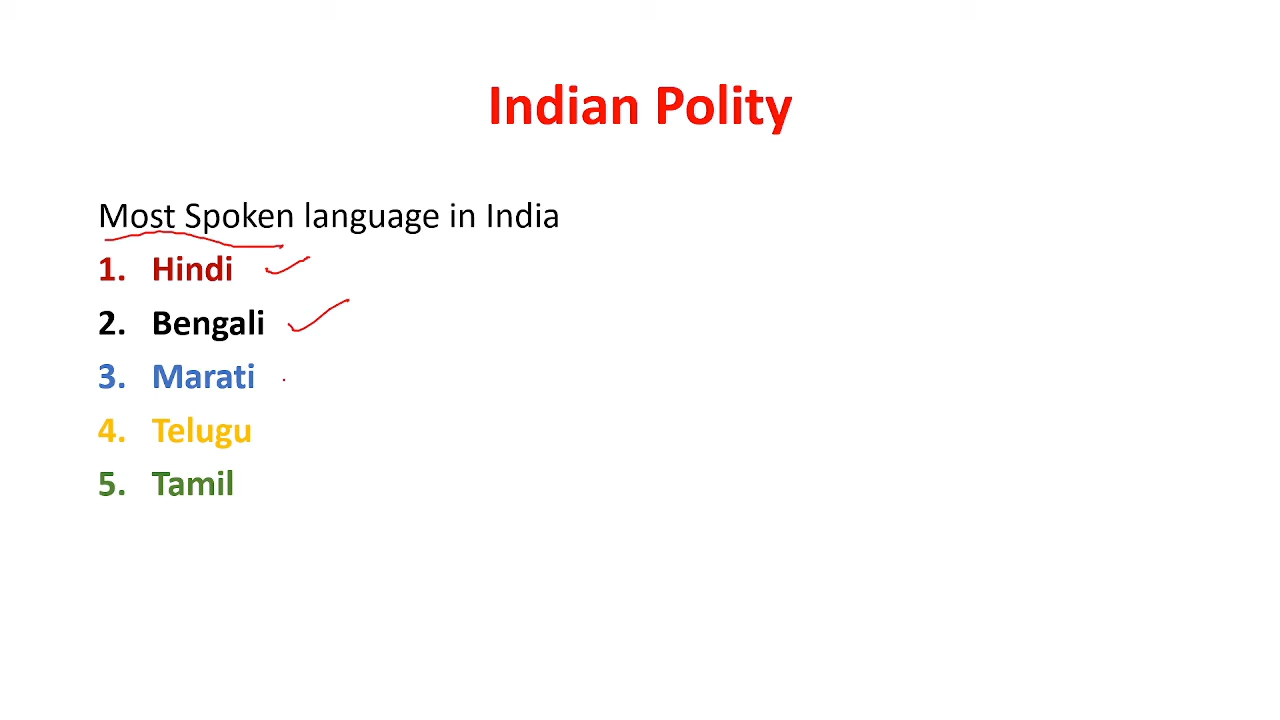 Indian Polity
Most Spoken language in India
1. Hindi
2. Bengali
3. Marati
4. Telugu
5. Tamil